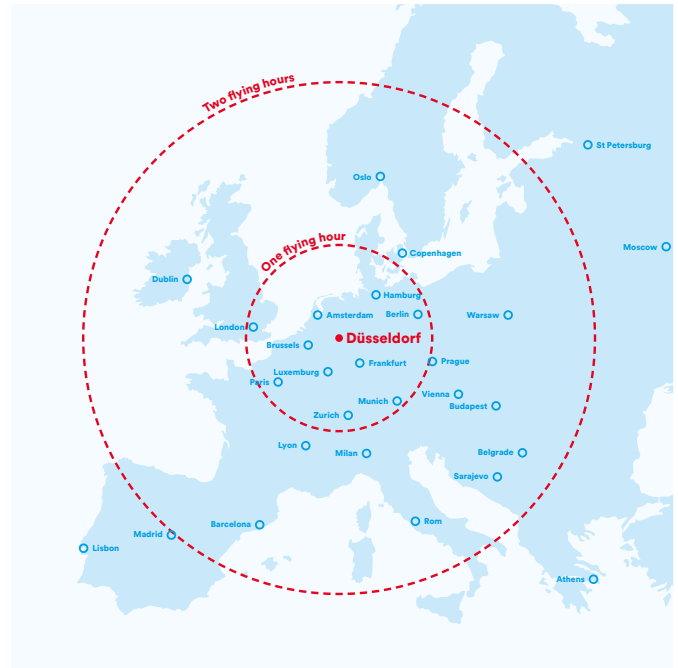 Two flying hours
St Petersburg
Oslo
Moscow
One flying hour
Copenhagen
Dublin
Hamburg
Amsterdam
Berlin
Warsaw
London
Düsseldorf
Brussels
Frankfurt
Prague
Luxemburg
Paris
Vienna
Munich
Budapest
Zurich
Lyon
Milan
Belgrade
Sarajevo
Barcelona
Rom
Madrid
Lisbon
Athens